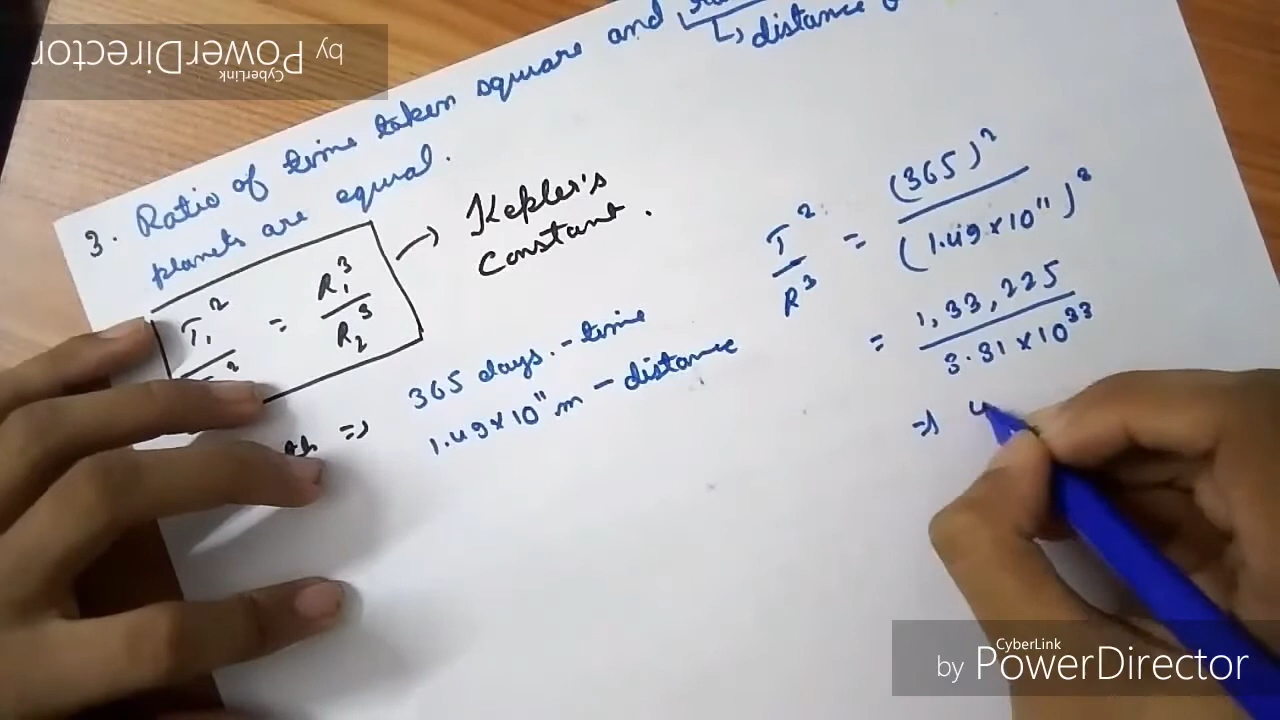 CyberLink
by PowerDirector
3. Ratio of time taken square and
distance
planets are equal.
T₁² = R₁³ / R₂³
Kepler's
constant.
365 days. - time
=> 1.49 x 10¹¹ m - distance
T² / R³ = (365)² / (1.49 x 10¹¹)³
= 1,33,225 / 3.31 x 10³³
=> 4
CyberLink
by PowerDirector